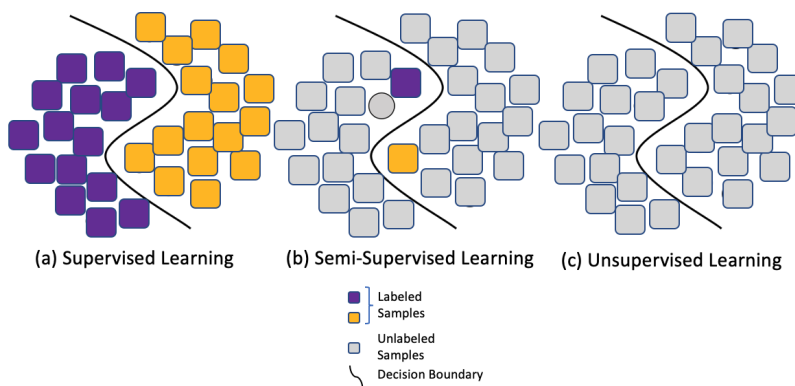 (a) Supervised Learning
(b) Semi-Supervised Learning
(c) Unsupervised Learning
Labeled
Samples
Unlabeled
Samples
Decision Boundary